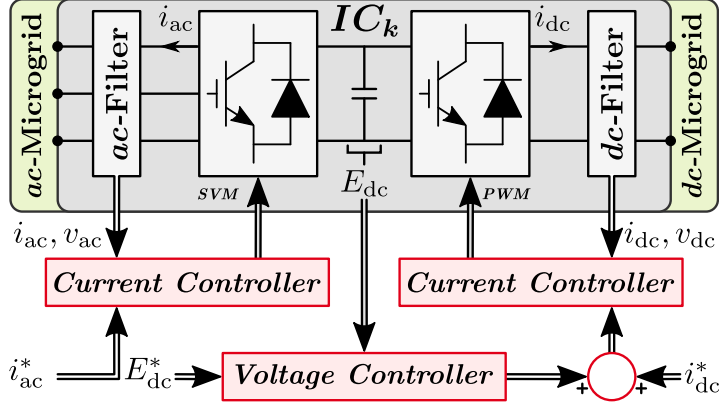 ac-Microgrid
ac-Filter
i_ac
IC_k
i_dc
dc-Filter
dc-Microgrid
SVM
E_dc
PWM
i_ac, v_ac
i_dc, v_dc
Current Controller
Current Controller
i*_ac
E*_dc
Voltage Controller
+
+
i*_dc